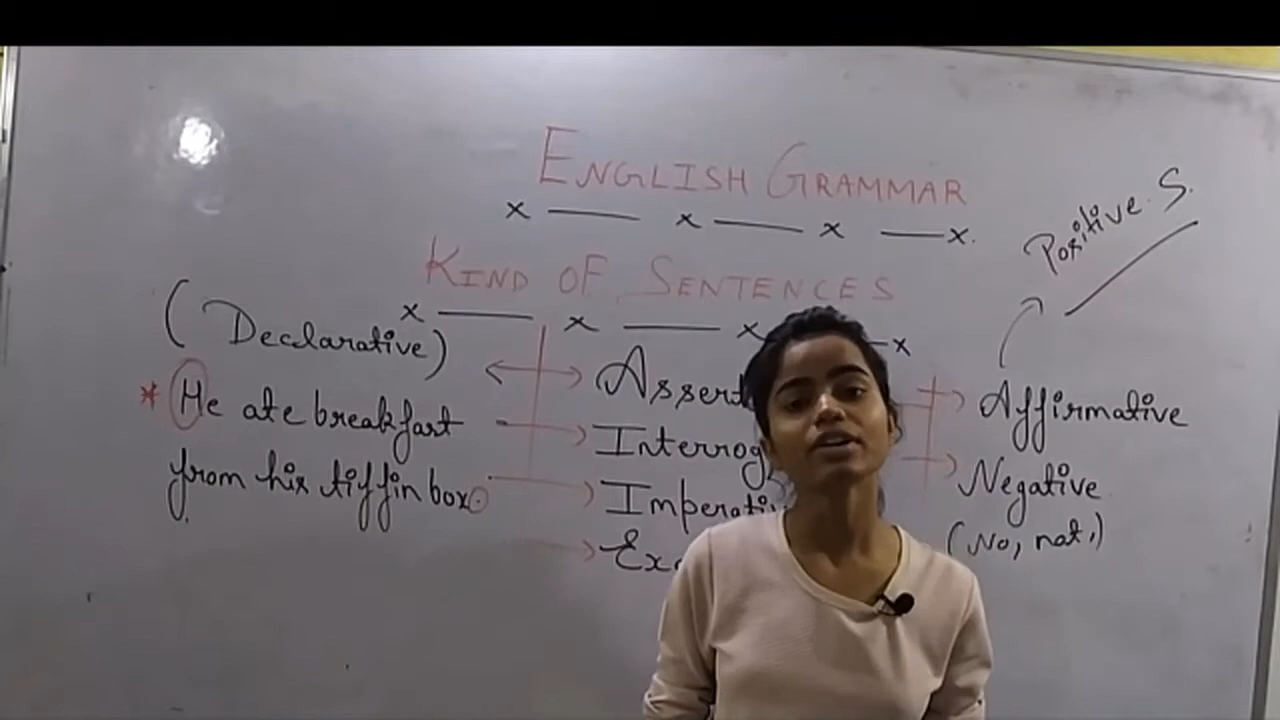 ENGLISH GRAMMAR
Positive S.
KIND OF SENTENCES
(Declarative)
Assert
Affirmative
* He ate breakfast
Interrog
Negative
from his tiffin box.
Imperati
(No, not,)
Ex